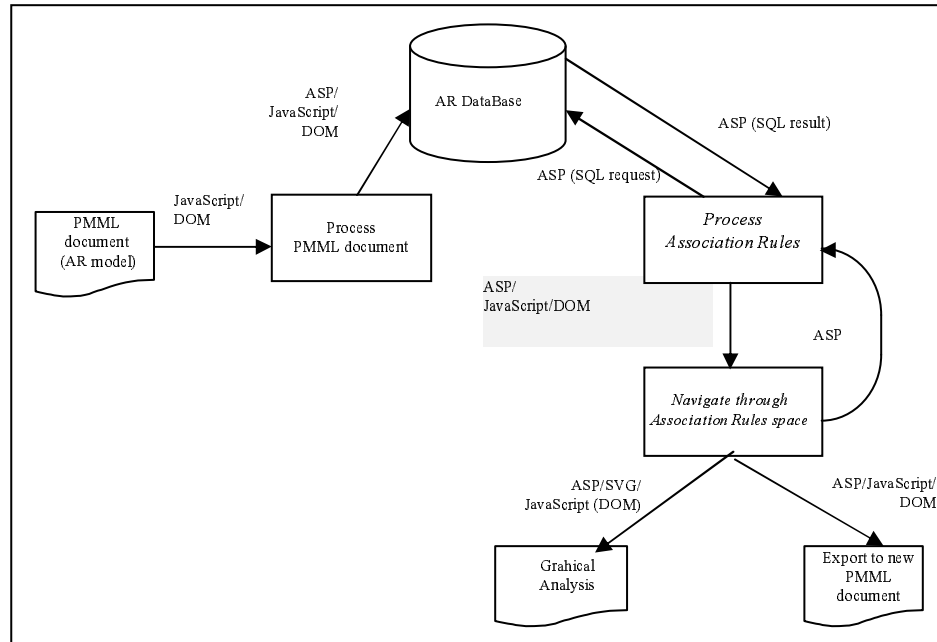 ASP/
JavaScript/
DOM
AR DataBase
ASP (SQL result)
ASP (SQL request)
JavaScript/
DOM
PMML
document
(AR model)
Process
PMML document
Process
Association Rules
ASP/
JavaScript/DOM
ASP
Navigate through
Association Rules space
ASP/SVG/
JavaScript (DOM)
ASP/JavaScript/
DOM
Grahical
Analysis
Export to new
PMML
document